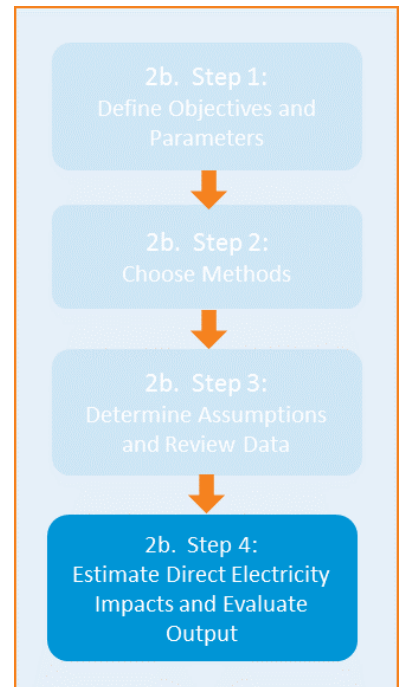 2b. Step 1:
Define Objectives and
Parameters
2b. Step 2:
Choose Methods
2b. Step 3:
Determine Assumptions
and Review Data
2b. Step 4:
Estimate Direct Electricity
Impacts and Evaluate
Output